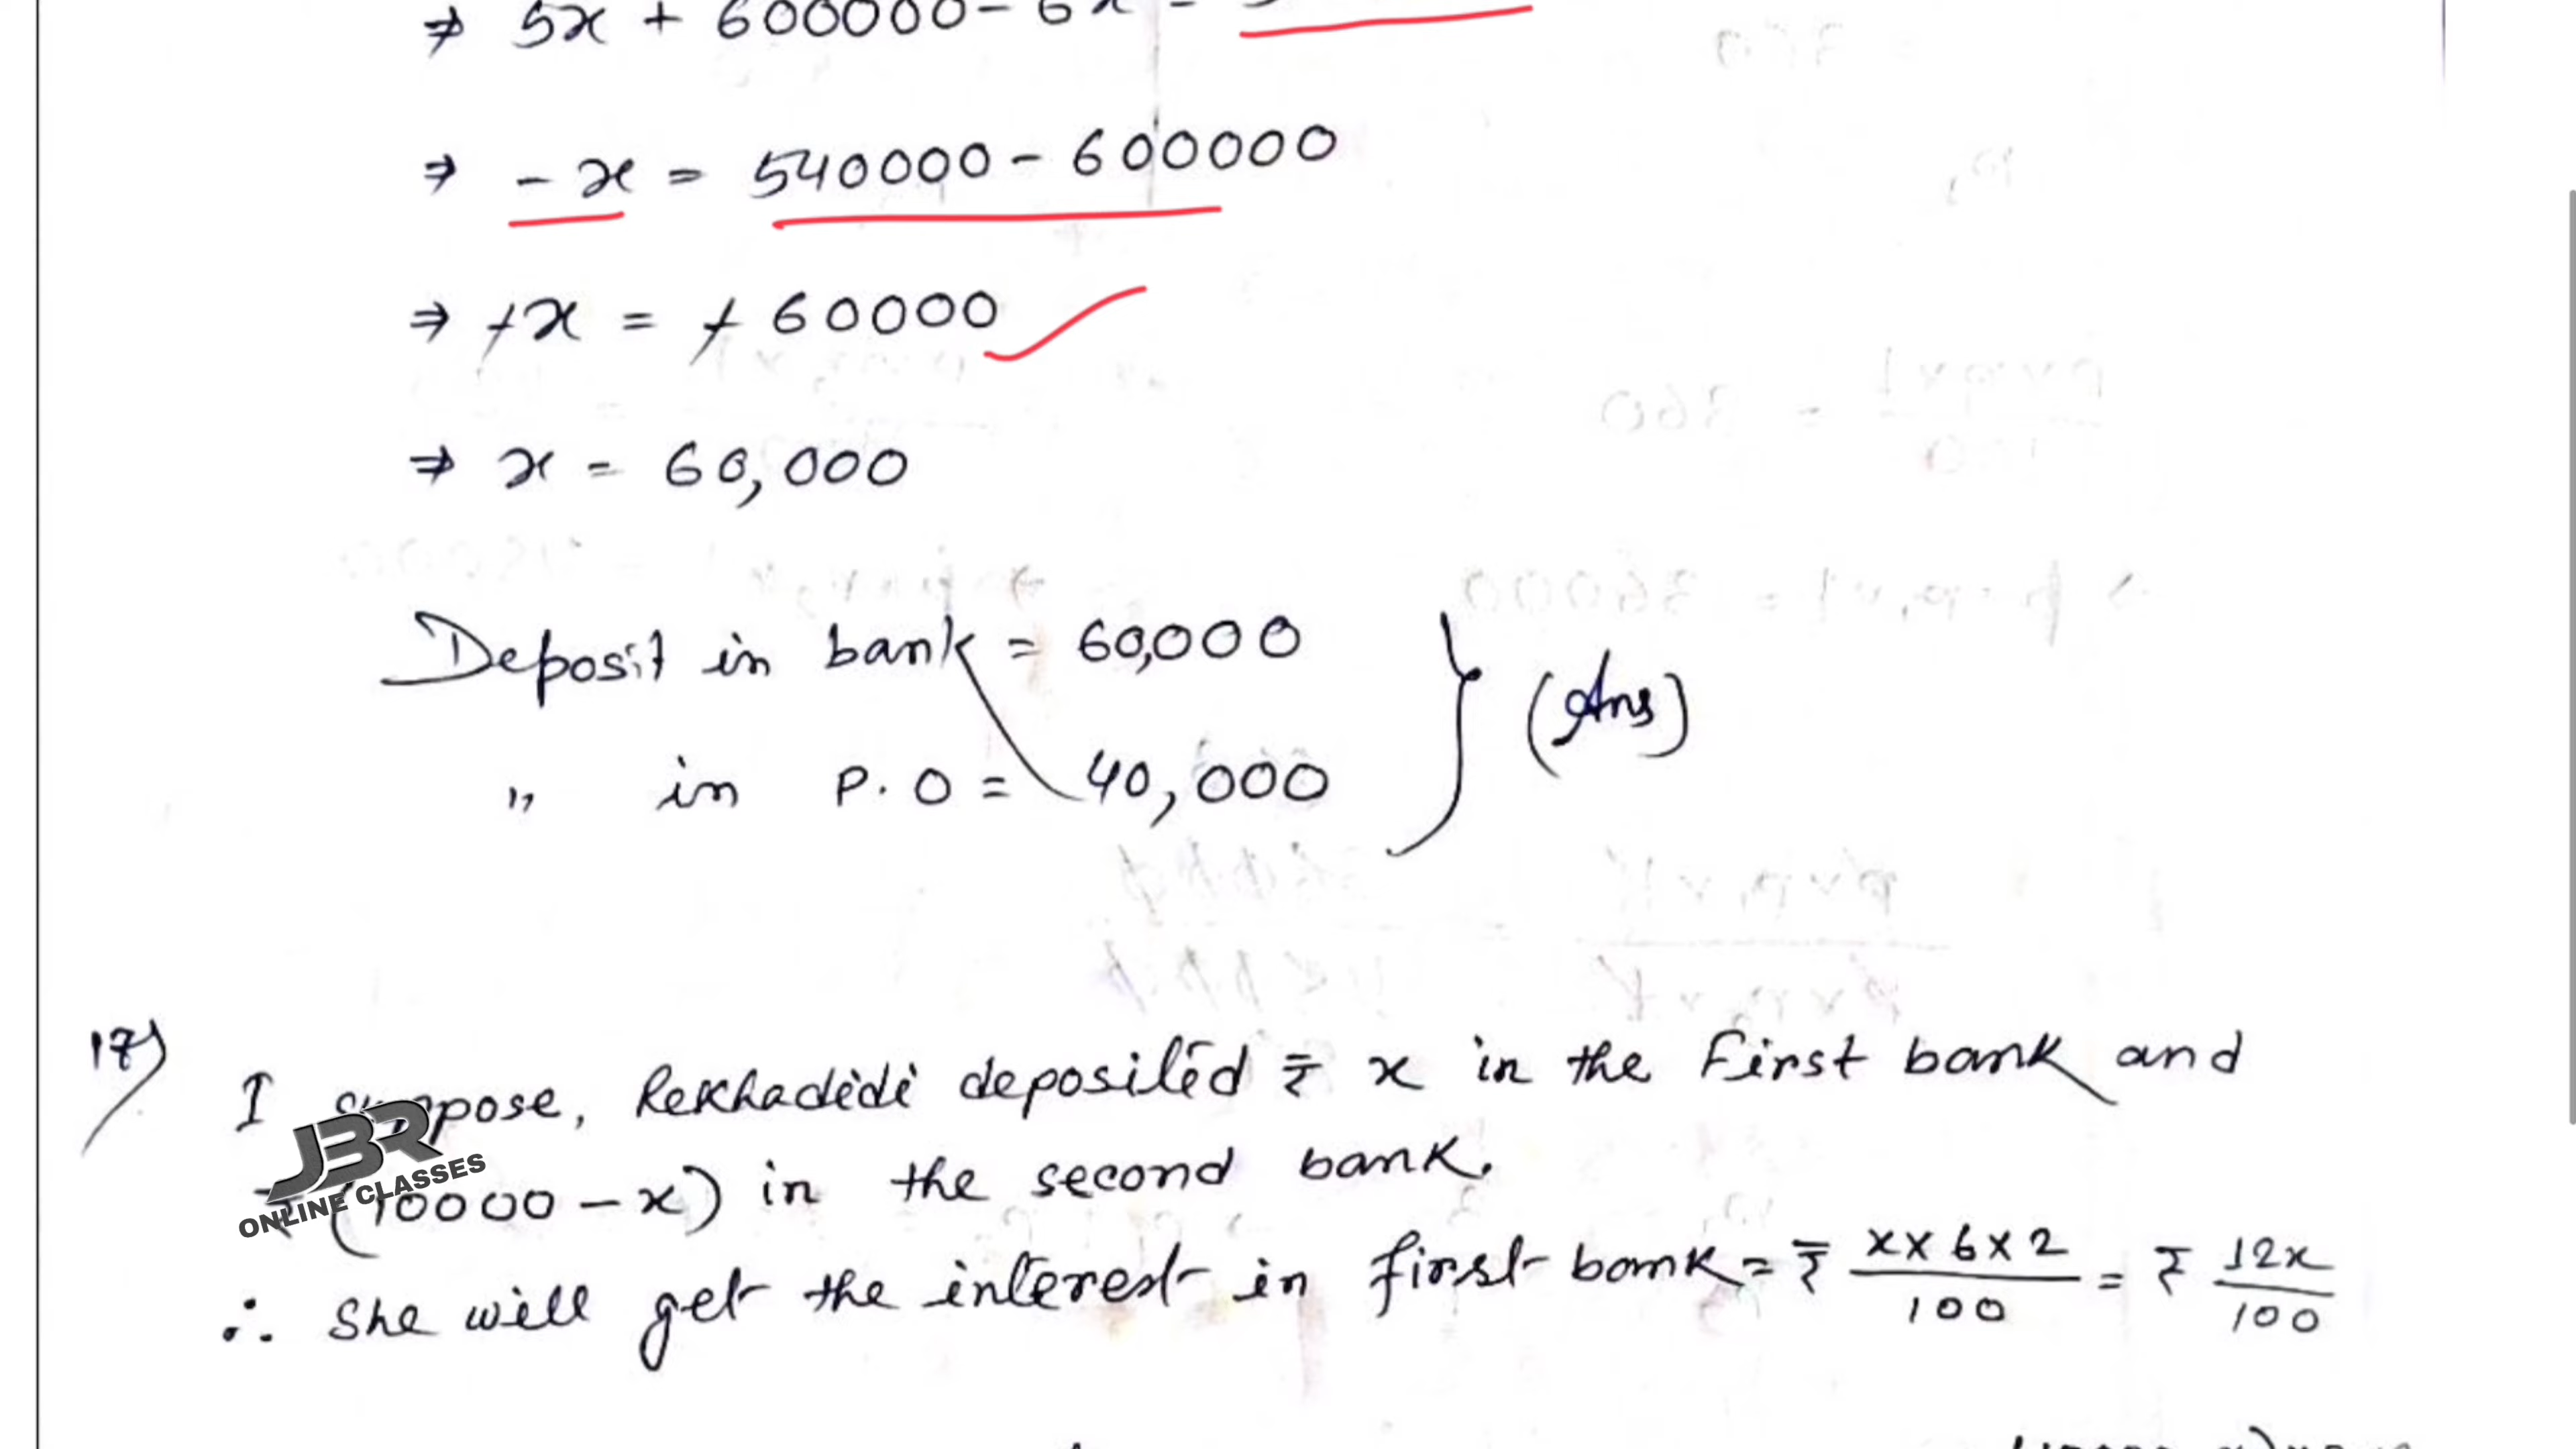 ⇒ 5x + 600000 - 6x
⇒ -x = 540000 - 600000
⇒ +x = + 60000
⇒ x = 60,000
Deposit in bank = 60,000
" in P.O = 40,000
} (Ans)
17) I suppose, Rekhadidi deposited ₹ x in the First bank and
₹ (10000 - x) in the second bank.
JBR
ONLINE CLASSES
∴ She will get the interest in first bank = ₹ x×6×2/100 = ₹ 12x/100